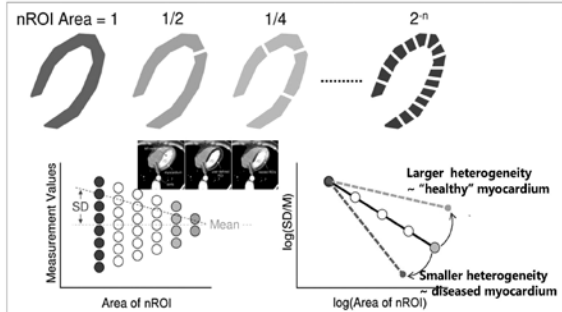 nROI Area = 1
1/2
1/4
2⁻ⁿ
..........
Measurement Values
SD
Mean
Area of nROI
log(SD/M)
Larger heterogeneity
~ "healthy" myocardium
Smaller heterogeneity
~ diseased myocardium
log(Area of nROI)